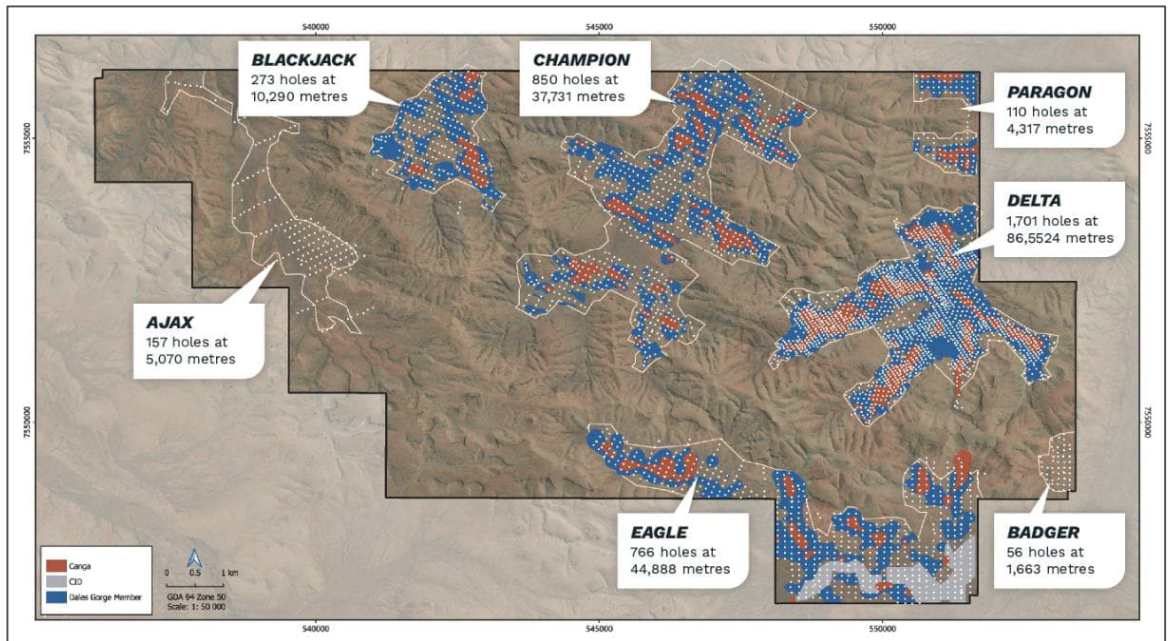 540000
545000
550000
BLACKJACK
273 holes at
10,290 metres
CHAMPION
850 holes at
37,731 metres
PARAGON
110 holes at
4,317 metres
7555000
7555000
DELTA
1,701 holes at
86,5524 metres
AJAX
157 holes at
5,070 metres
7550000
7550000
EAGLE
766 holes at
44,888 metres
BADGER
56 holes at
1,663 metres
Canga
CID
Dales Gorge Member
0 0.5 1 km
GDA 94 Zone 50
Scale: 1: 50 000
540000
545000
550000